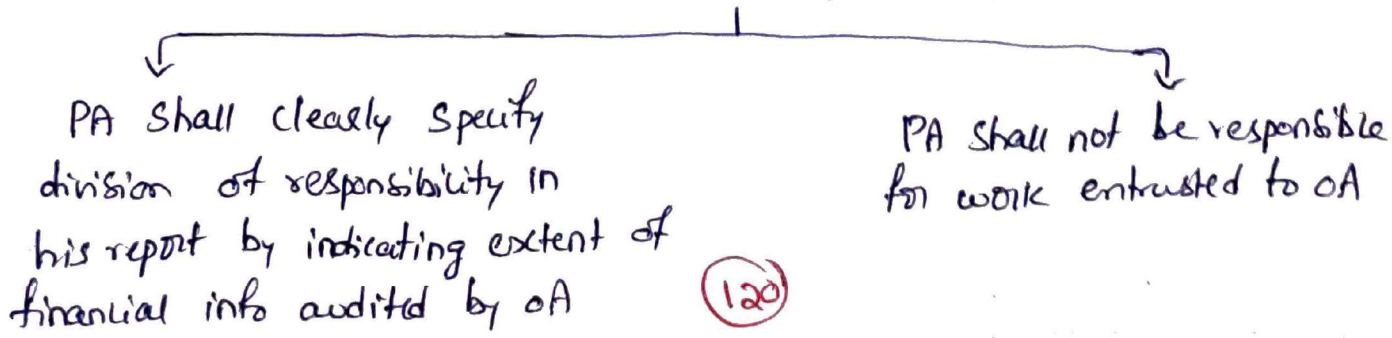 PA Shall clearly Specify
division of responsibility in
his report by indicating extent of
financial info audited by OA
PA Shall not be responsible
for work entrusted to OA
120